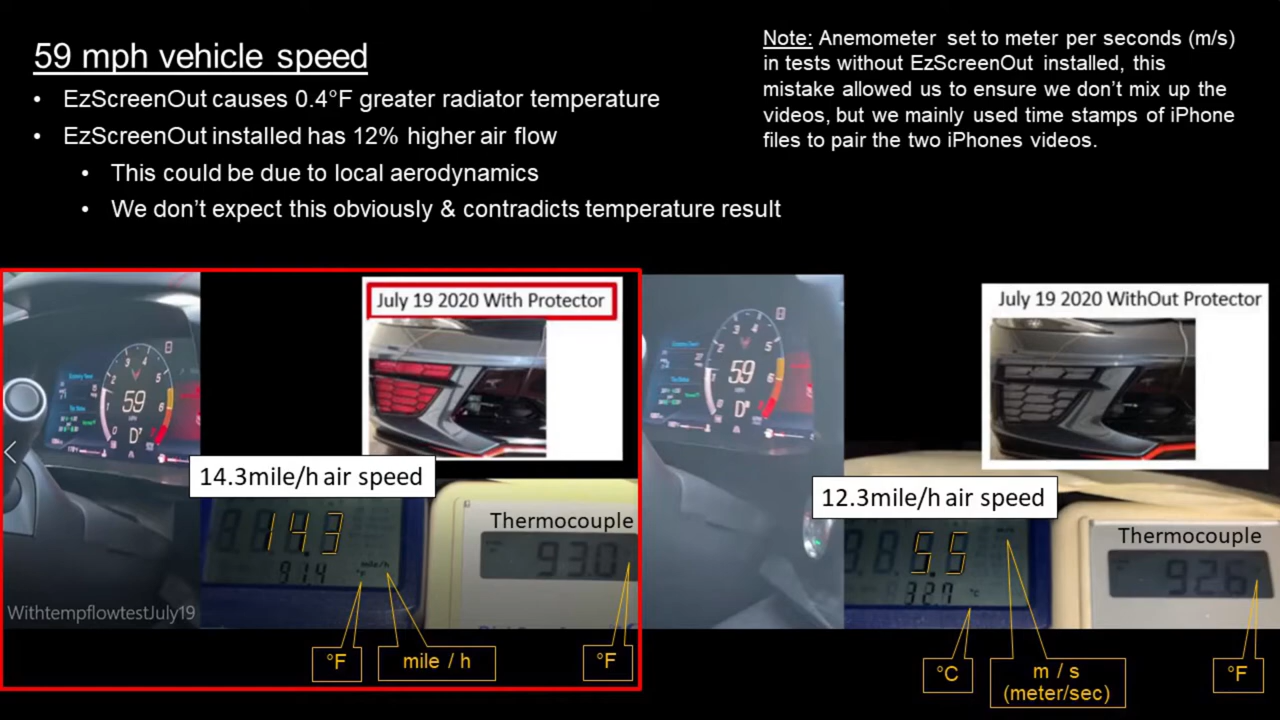 59 mph vehicle speed
• EzScreenOut causes 0.4°F greater radiator temperature
• EzScreenOut installed has 12% higher air flow
• This could be due to local aerodynamics
• We don't expect this obviously & contradicts temperature result
Note: Anemometer set to meter per seconds (m/s)
in tests without EzScreenOut installed, this
mistake allowed us to ensure we don't mix up the
videos, but we mainly used time stamps of iPhone
files to pair the two iPhones videos.
July 19 2020 With Protector
59
D7
14.3mile/h air speed
14.3
mile/h
91.4 °F
Thermocouple
93.0
WithtempflowtestJuly19
°F
mile / h
°F
July 19 2020 WithOut Protector
59
12.3mile/h air speed
5.5
32.7 °C
Thermocouple
92.6
°C
m / s
(meter/sec)
°F